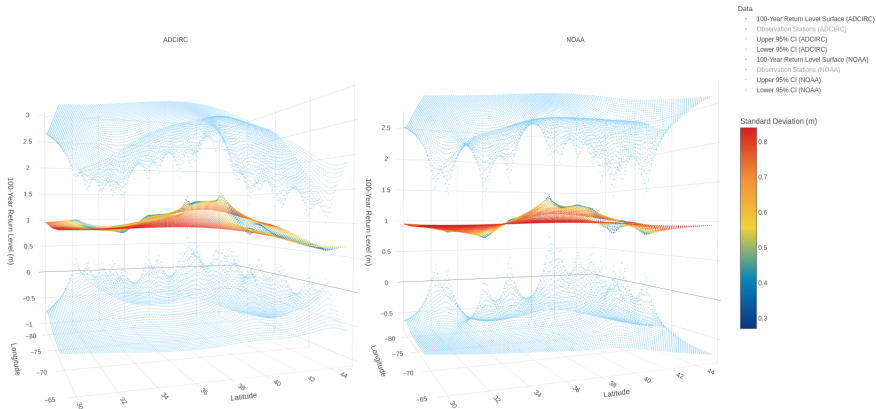 Data
100-Year Return Level Surface (ADCIRC)
Observation Stations (ADCIRC)
Upper 95% CI (ADCIRC)
Lower 95% CI (ADCIRC)
100-Year Return Level Surface (NOAA)
Observation Stations (NOAA)
Upper 95% CI (NOAA)
Lower 95% CI (NOAA)
ADCIRC
NOAA
Standard Deviation (m)
0.8
0.7
0.6
0.5
0.4
0.3
100-Year Return Level (m)
3
2.5
2
1.5
1
0.5
0
−0.5
−1
−80
−75
−70
−65
Longitude
30
32
34
36
38
40
42
44
Latitude
100-Year Return Level (m)
2.5
2
1.5
1
0.5
0
−0.5
−80
−75
−70
−65
Longitude
30
32
34
36
38
40
42
44
Latitude